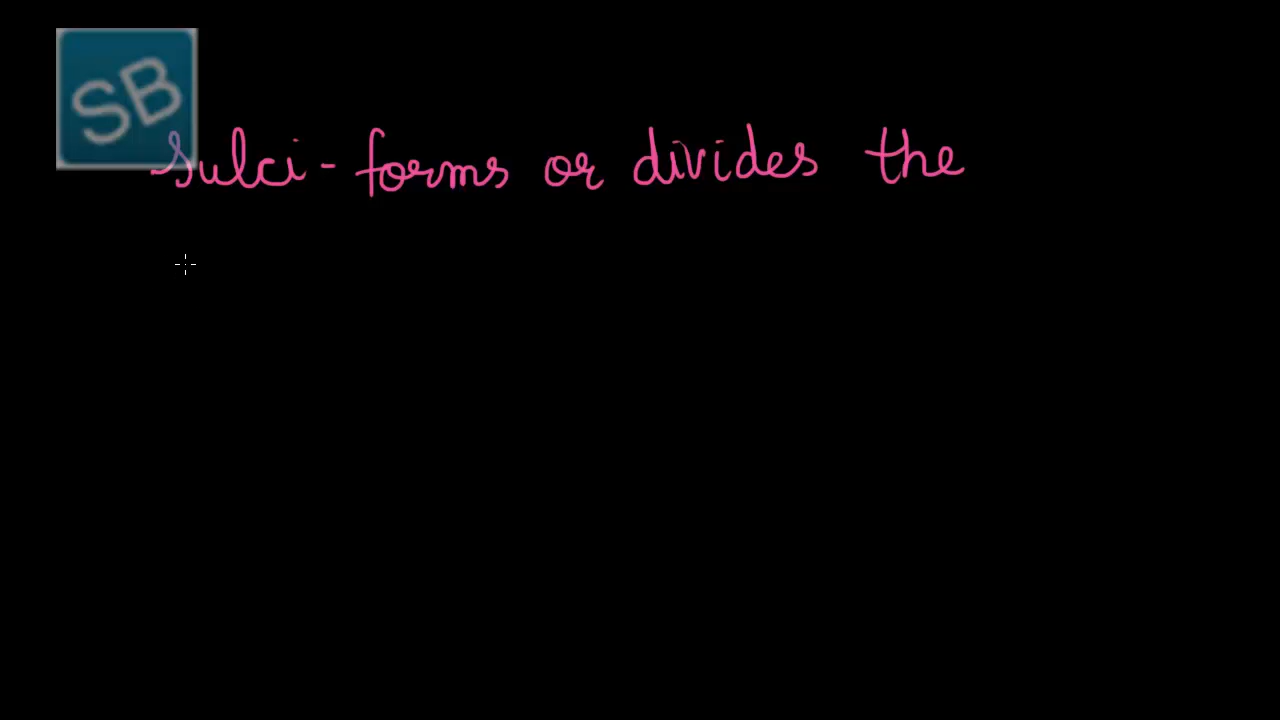 SB
Sulci - forms or divides the